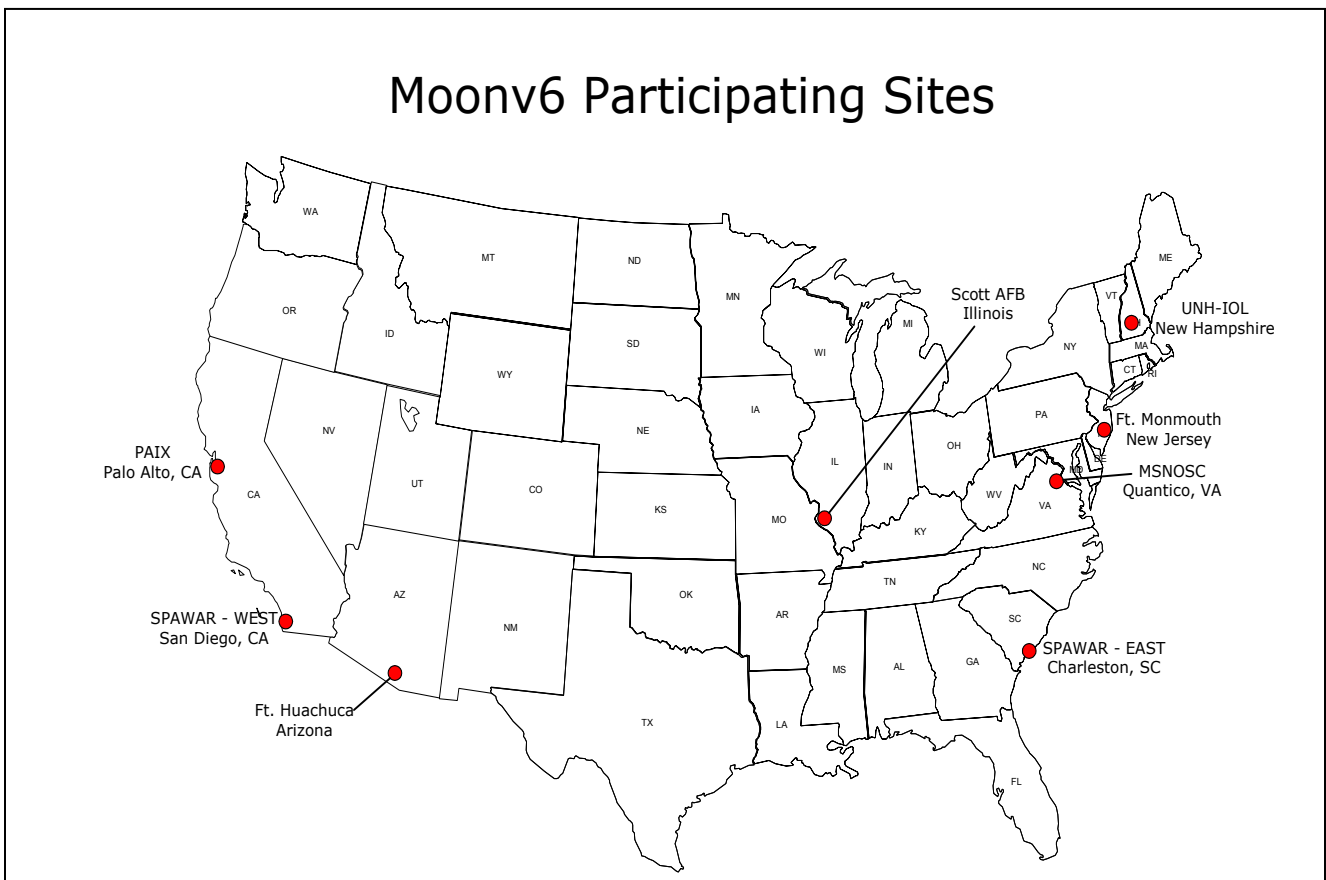 Moonv6 Participating Sites
WA
MT
ND
MN
ME
VT
OR
ID
SD
WI
MI
NY
MA
CT
RI
WY
IA
NE
PA
NV
UT
CO
IL
IN
OH
MD
DE
CA
KS
MO
WV
VA
KY
AZ
NM
OK
AR
TN
NC
SC
MS
AL
GA
TX
LA
FL
Scott AFB
Illinois
UNH-IOL
New Hampshire
Ft. Monmouth
New Jersey
MSNOSC
Quantico, VA
PAIX
Palo Alto, CA
SPAWAR - WEST
San Diego, CA
Ft. Huachuca
Arizona
SPAWAR - EAST
Charleston, SC